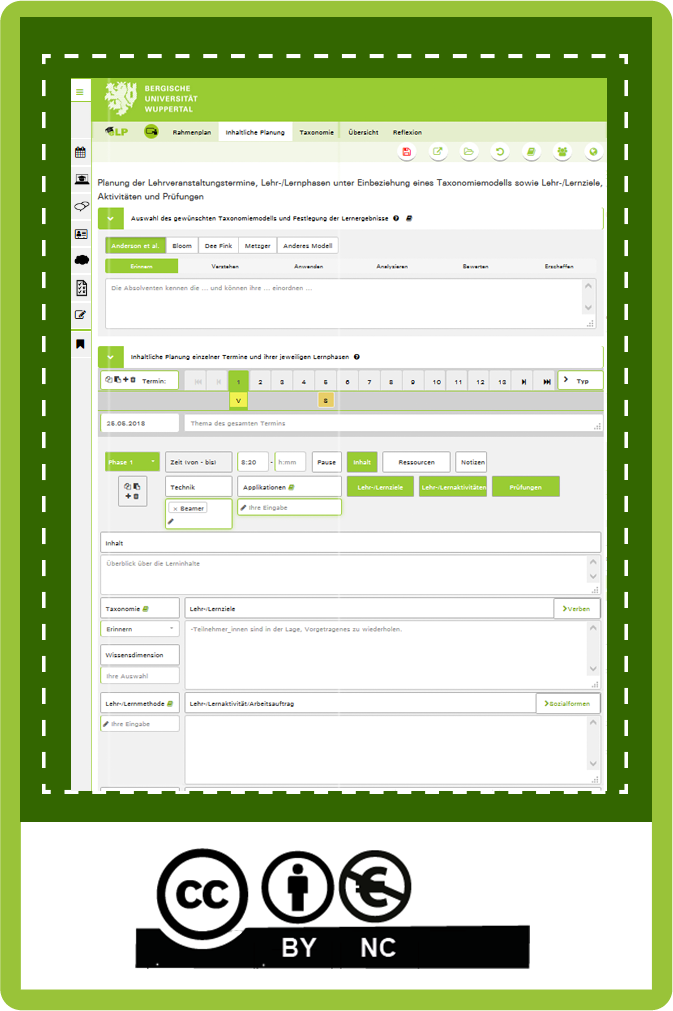 BERGISCHE
UNIVERSITÄT
WUPPERTAL
LP Rahmenplan Inhaltliche Planung Taxonomie Übersicht Reflexion
Planung der Lehrveranstaltungstermine, Lehr-/Lernphasen unter Einbeziehung eines Taxonomiemodells sowie Lehr-/Lernziele,
Aktivitäten und Prüfungen
Auswahl des gewünschten Taxonomiemodells und Festlegung der Lernergebnisse
Anderson et al. Bloom Dee Fink Metzger Anderes Modell
Erinnern Verstehen Anwenden Analysieren Bewerten Erschaffen
Die Absolventen kennen die ... und können ihre ... einordnen ...
Inhaltliche Planung einzelner Termine und ihrer jeweiligen Lernphasen
Termin: 1 2 3 4 5 6 7 8 9 10 11 12 13 Typ
V S
25.05.2018 Thema des gesamten Termins
Phase 1 Zeit (von - bis) 8:20 - h:mm Pause Inhalt Ressourcen Notizen
Technik Applikationen Lehr-/Lernziele Lehr-/Lernaktivitäten Prüfungen
× Beamer Ihre Eingabe
Inhalt
Überblick über die Lerninhalte
Taxonomie Lehr-/Lernziele Verben
Erinnern -Teilnehmer_innen sind in der Lage, Vorgetragenes zu wiederholen.
Wissensdimension
Ihre Auswahl
Lehr-/Lernmethode Lehr-/Lernaktivität/Arbeitsauftrag Sozialformen
Ihre Eingabe
CC
BY NC